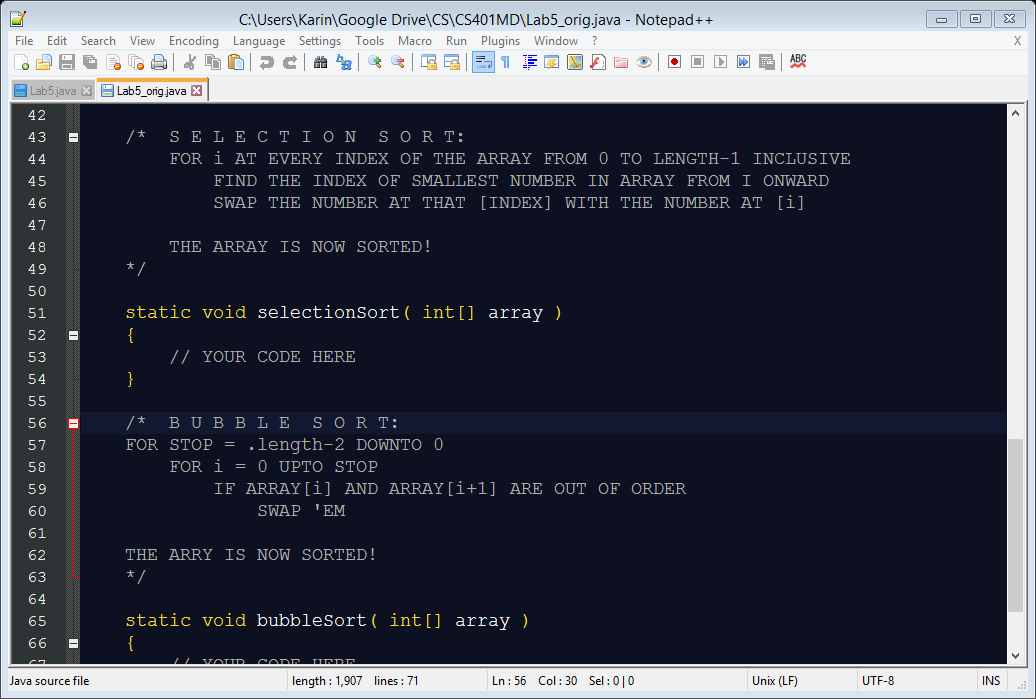 C:\Users\Karin\Google Drive\CS\CS401MD\Lab5_orig.java - Notepad++
File Edit Search View Encoding Language Settings Tools Macro Run Plugins Window ? X
ABC
Lab5.java Lab5_orig.java
42
43 /* S E L E C T I O N S O R T:
44 FOR i AT EVERY INDEX OF THE ARRAY FROM 0 TO LENGTH-1 INCLUSIVE
45 FIND THE INDEX OF SMALLEST NUMBER IN ARRAY FROM I ONWARD
46 SWAP THE NUMBER AT THAT [INDEX] WITH THE NUMBER AT [i]
47
48 THE ARRAY IS NOW SORTED!
49 */
50
51 static void selectionSort( int[] array )
52 {
53 // YOUR CODE HERE
54 }
55
56 /* B U B B L E S O R T:
57 FOR STOP = .length-2 DOWNTO 0
58 FOR i = 0 UPTO STOP
59 IF ARRAY[i] AND ARRAY[i+1] ARE OUT OF ORDER
60 SWAP 'EM
61
62 THE ARRY IS NOW SORTED!
63 */
64
65 static void bubbleSort( int[] array )
66 {
67 // YOUR CODE HERE
Java source file length : 1,907 lines : 71 Ln : 56 Col : 30 Sel : 0 | 0 Unix (LF) UTF-8 INS